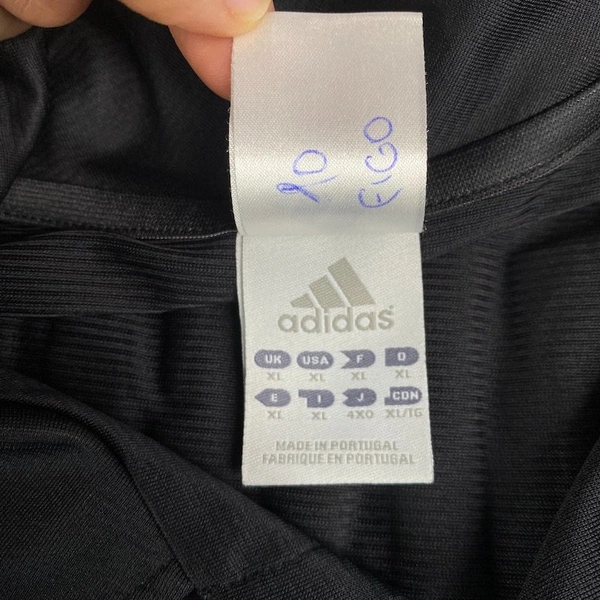 10
FIGO
adidas
UK USA F D
XL XL XL XL
E I J CDN
XL XL 4XO XL/TG
MADE IN PORTUGAL
FABRIQUE EN PORTUGAL